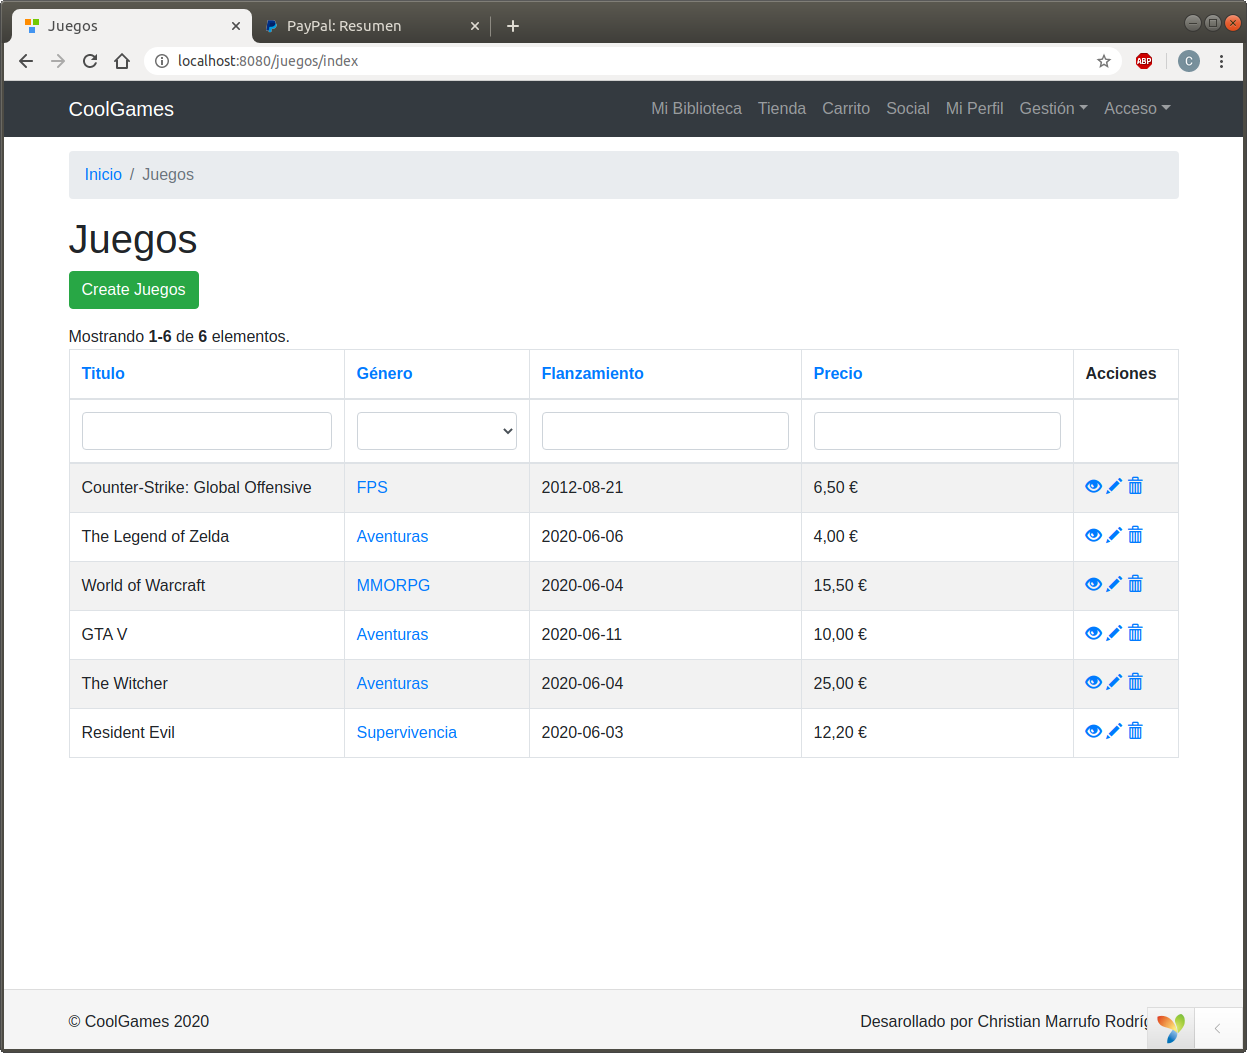 Juegos
PayPal: Resumen
localhost:8080/juegos/index
ABP
C
CoolGames
Mi Biblioteca Tienda Carrito Social Mi Perfil Gestión Acceso
Inicio / Juegos
Juegos
Create Juegos
Mostrando 1-6 de 6 elementos.
Titulo Género Flanzamiento Precio Acciones
Counter-Strike: Global Offensive FPS 2012-08-21 6,50 €
The Legend of Zelda Aventuras 2020-06-06 4,00 €
World of Warcraft MMORPG 2020-06-04 15,50 €
GTA V Aventuras 2020-06-11 10,00 €
The Witcher Aventuras 2020-06-04 25,00 €
Resident Evil Supervivencia 2020-06-03 12,20 €
© CoolGames 2020
Desarollado por Christian Marrufo